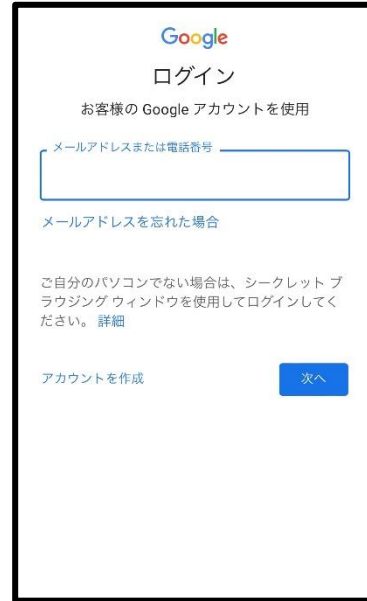 Google
ログイン
お客様の Google アカウントを使用
メールアドレスまたは電話番号
メールアドレスを忘れた場合
ご自分のパソコンでない場合は、シークレット ブ
ラウジング ウィンドウを使用してログインしてく
ださい。 詳細
アカウントを作成
次へ